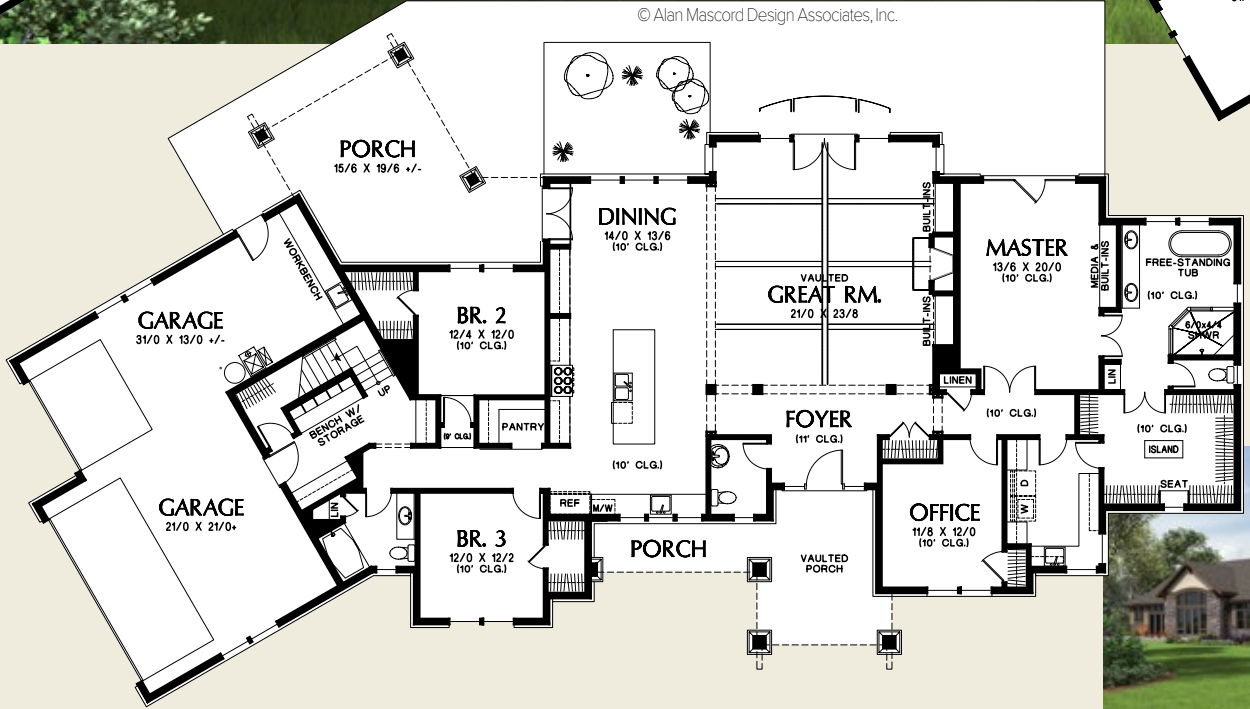 © Alan Mascord Design Associates, Inc.
PORCH
15/6 X 19/6 +/-
DINING
14/0 X 13/6
(10' CLG.)
BUILT-INS
VAULTED
GREAT RM.
21/0 X 23/8
BUILT-INS
MASTER
13/6 X 20/0
(10' CLG.)
MEDIA &
BUILT-INS
FREE-STANDING
TUB
(10' CLG.)
6/0x4/4
SHWR
WORKBENCH
GARAGE
31/0 X 13/0 +/-
BR. 2
12/4 X 12/0
(10' CLG.)
UP
BENCH W/
STORAGE
(9' CLG.)
PANTRY
(10' CLG.)
FOYER
(11' CLG.)
LINEN
(10' CLG.)
LIN
(10' CLG.)
ISLAND
SEAT
GARAGE
21/0 X 21/0+
LIN
BR. 3
12/0 X 12/2
(10' CLG.)
REF
M/W
PORCH
VAULTED
PORCH
OFFICE
11/8 X 12/0
(10' CLG.)
D
W